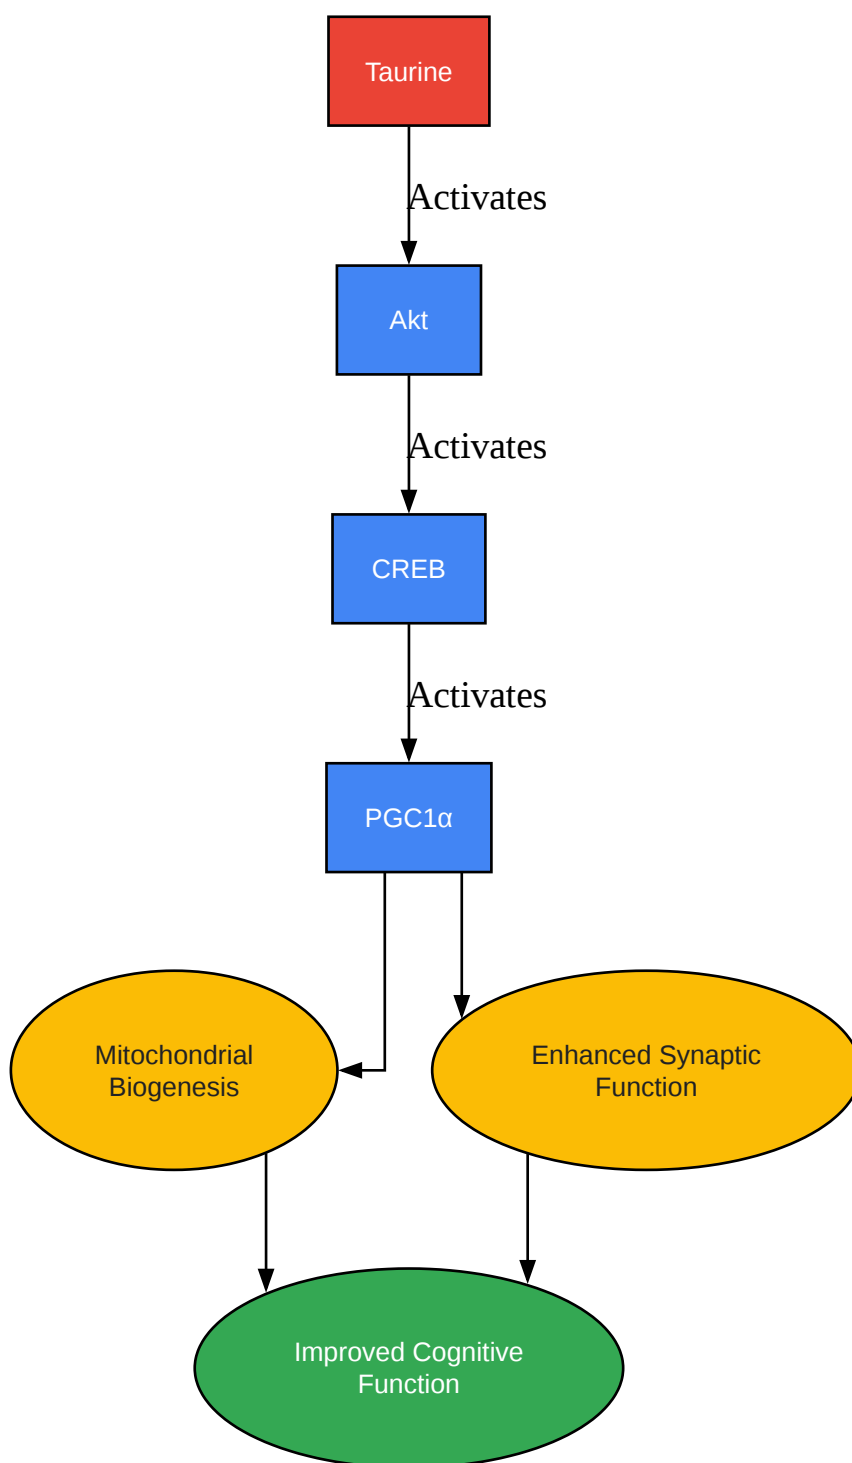 Taurine
Activates
Akt
Activates
CREB
Activates
PGC1α
Mitochondrial
Biogenesis
Enhanced Synaptic
Function
Improved Cognitive
Function